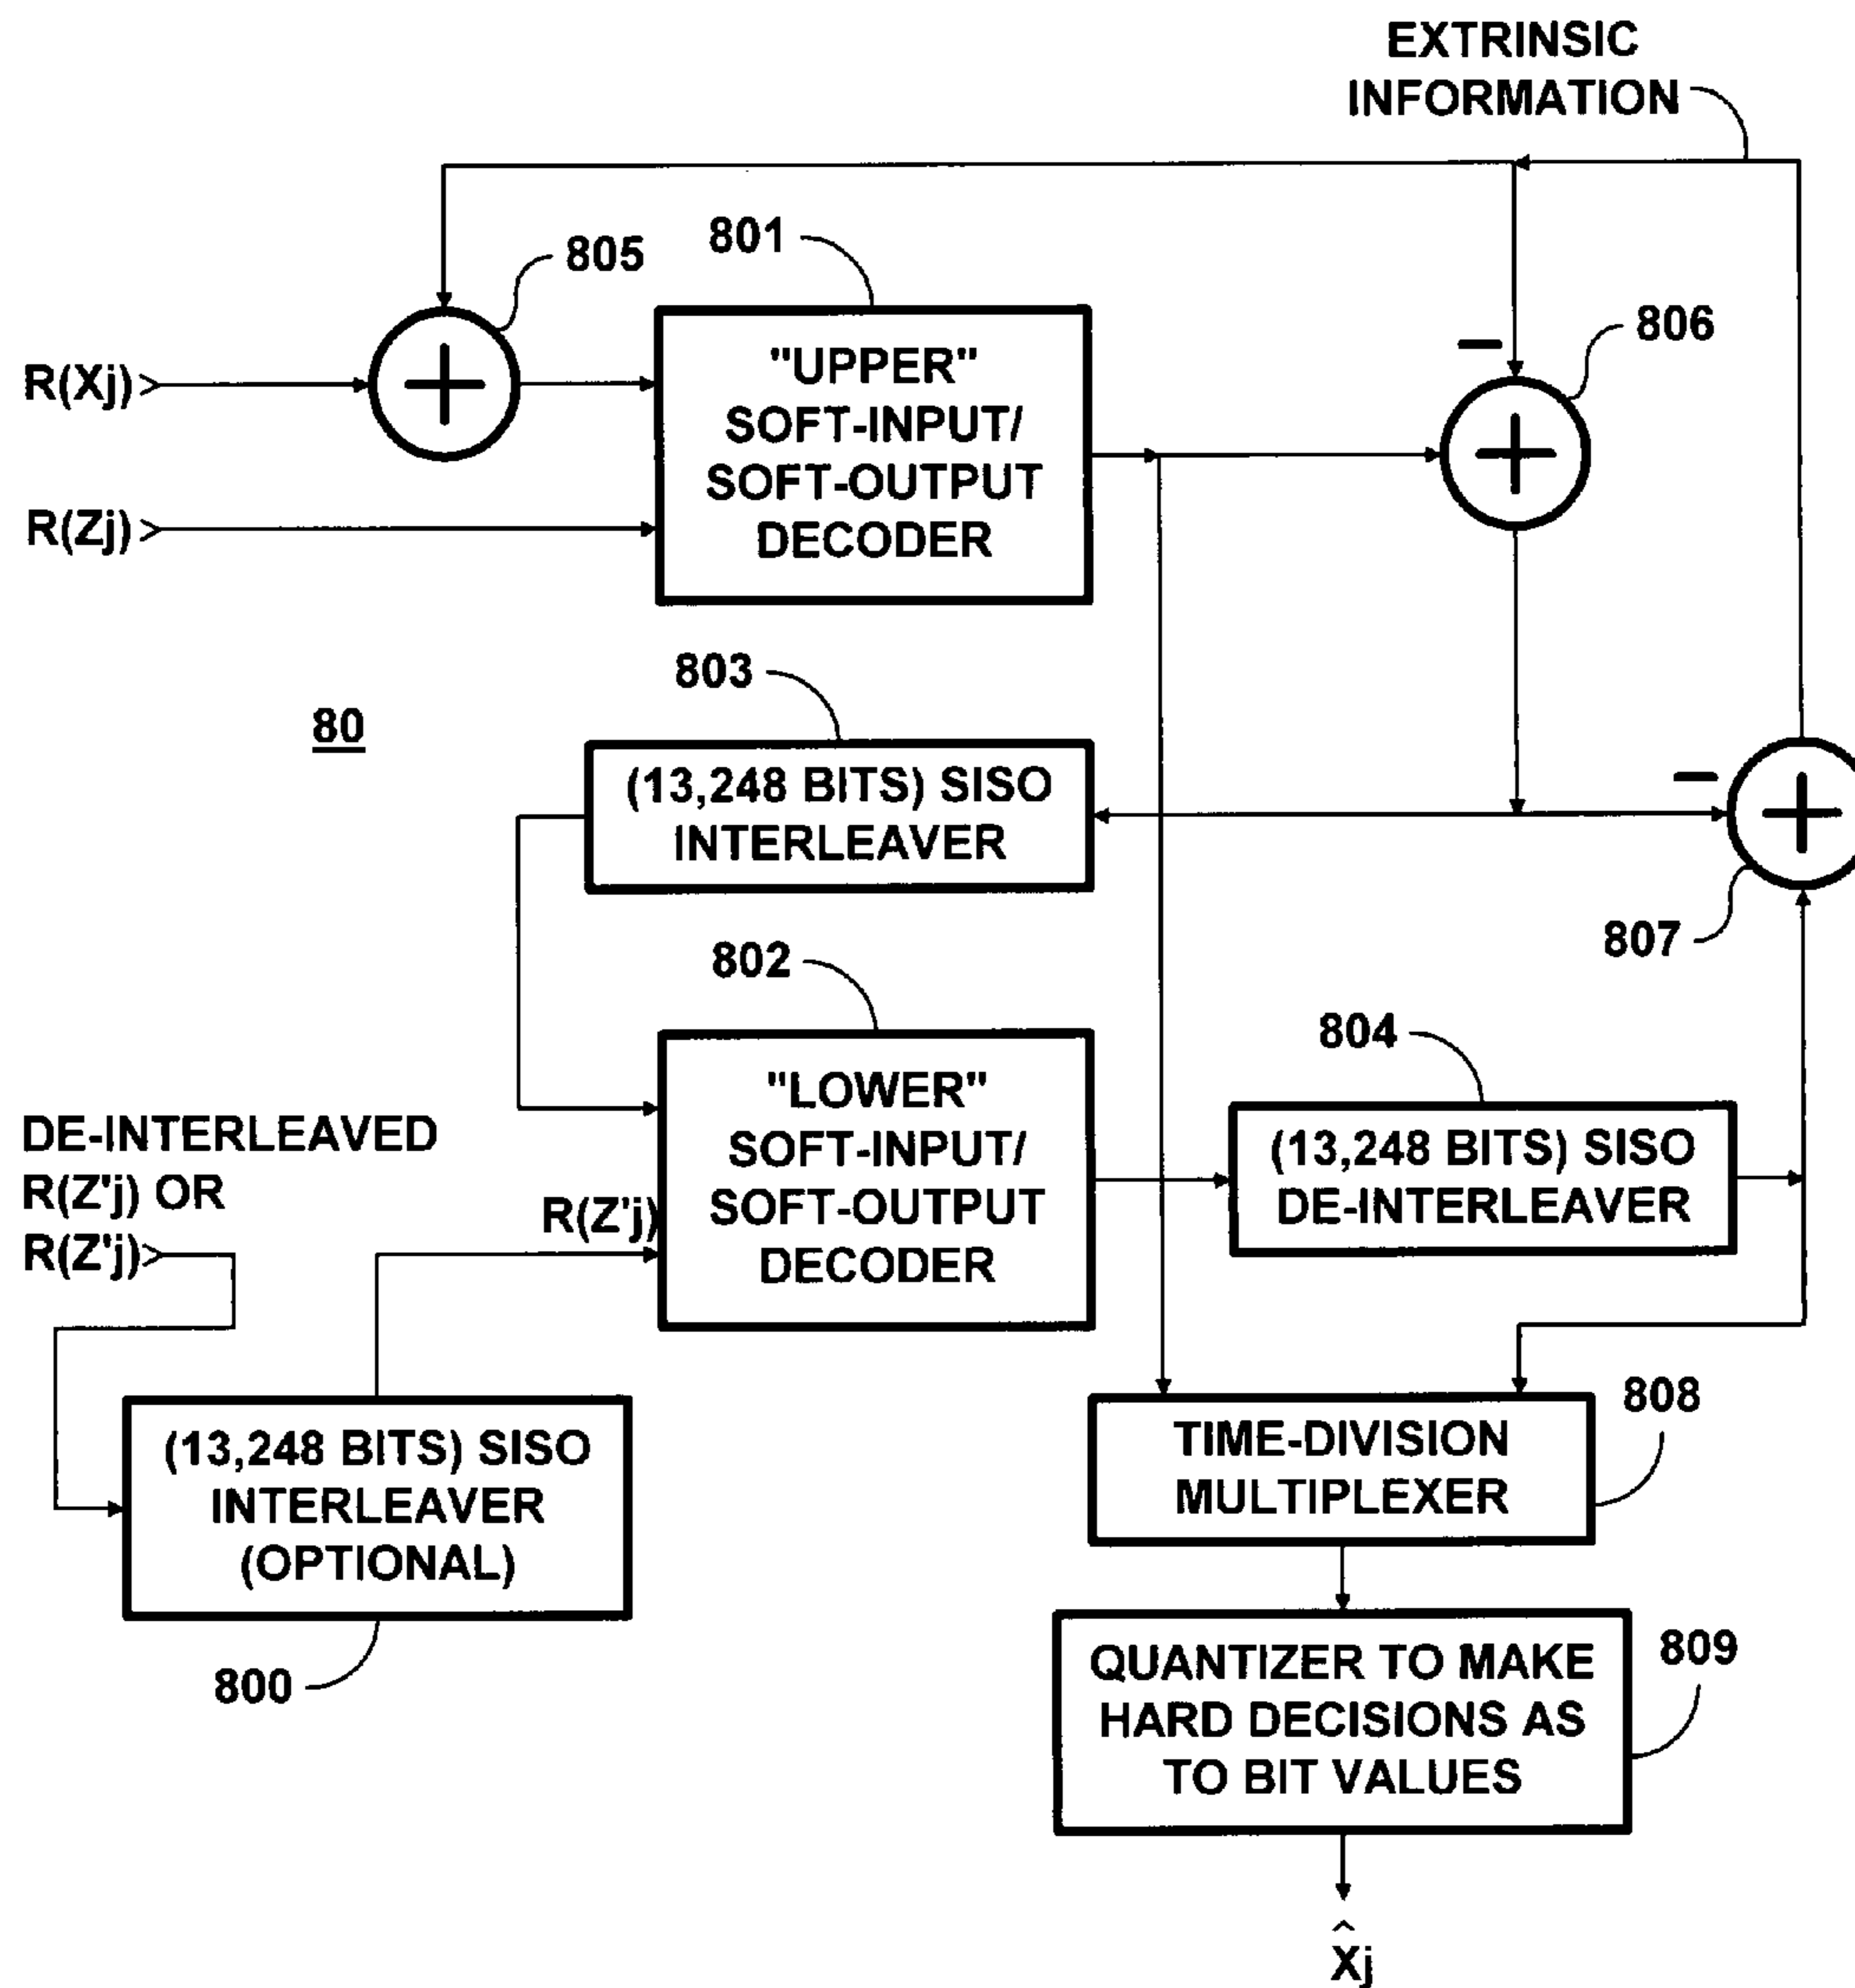 EXTRINSIC
INFORMATION
805
801
806
R(Xj)
"UPPER"
SOFT-INPUT/
SOFT-OUTPUT
DECODER
R(Zj)
803
80
(13,248 BITS) SISO
INTERLEAVER
807
802
804
DE-INTERLEAVED
R(Z'j) OR
R(Z'j)
R(Z'j)
"LOWER"
SOFT-INPUT/
SOFT-OUTPUT
DECODER
(13,248 BITS) SISO
DE-INTERLEAVER
808
(13,248 BITS) SISO
INTERLEAVER
(OPTIONAL)
TIME-DIVISION
MULTIPLEXER
800
809
QUANTIZER TO MAKE
HARD DECISIONS AS
TO BIT VALUES
X̂j